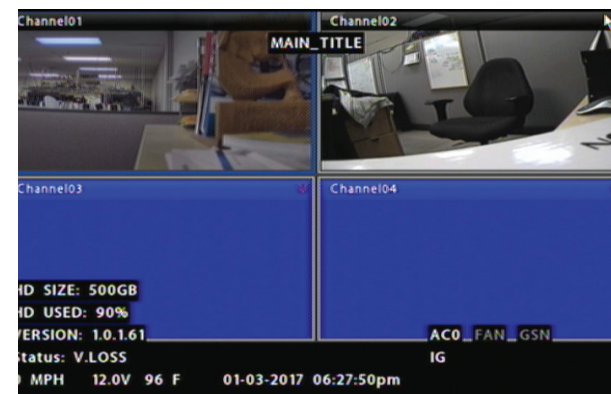 Channel01
Channel02
MAIN_TITLE
Channel03
Channel04
HD SIZE: 500GB
HD USED: 90%
VERSION: 1.0.1.61
AC0 FAN GSN
Status: V.LOSS
IG
MPH 12.0V 96 F 01-03-2017 06:27:50pm